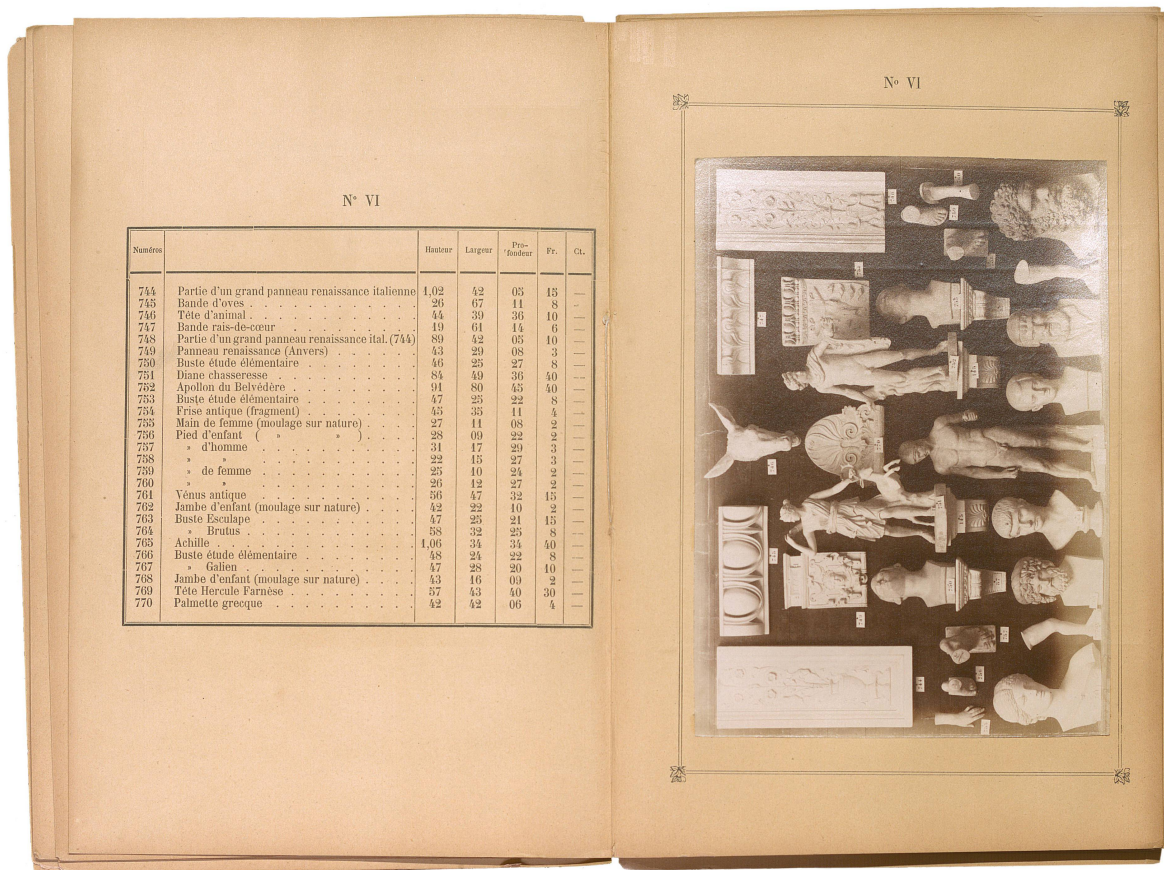 N° VI
Numéros Hauteur Largeur Pro-fondeur Fr. Ct.
744 Partie d'un grand panneau renaissance italienne 1,02 42 05 15 —
745 Bande d'oves . . . . . . . . . . 26 67 11 8 —
746 Tête d'animal . . . . . . . . . . 44 39 36 10 —
747 Bande rais-de-cœur . . . . . . . . 19 61 14 6 —
748 Partie d'un grand panneau renaissance ital. (744) 89 42 05 10 —
749 Panneau renaissance (Anvers) . . . . . 43 29 08 3 —
750 Buste étude élémentaire . . . . . . 46 25 27 8 —
751 Diane chasseresse . . . . . . . . 84 49 36 40 —
752 Apollon du Belvédère . . . . . . . 91 80 45 40 —
753 Buste étude élémentaire . . . . . . 47 25 22 8 —
754 Frise antique (fragment) . . . . . . 45 35 11 4 —
755 Main de femme (moulage sur nature) . . . 27 11 08 2 —
756 Pied d'enfant ( » » ) . . . . 28 09 22 2 —
757 » d'homme . . . . . . . . . 31 17 29 3 —
758 » » . . . . . . . . . 22 15 27 3 —
759 » de femme . . . . . . . . . 25 10 24 2 —
760 » » . . . . . . . . . 26 12 27 2 —
761 Vénus antique . . . . . . . . . 56 47 32 15 —
762 Jambe d'enfant (moulage sur nature) . . . . 42 22 10 2 —
763 Buste Esculape . . . . . . . . . 47 25 21 15 —
764 » Brutus . . . . . . . . . 58 32 25 8 —
765 Achille . . . . . . . . . . . 1,06 34 34 40 —
766 Buste étude élémentaire . . . . . . 48 24 22 8 —
767 » Galien . . . . . . . . . 47 28 20 10 —
768 Jambe d'enfant (moulage sur nature) . . . . 43 16 09 2 —
769 Tête Hercule Farnèse . . . . . . . 57 43 40 30 —
770 Palmette grecque . . . . . . . . 42 42 06 4 —
No VI